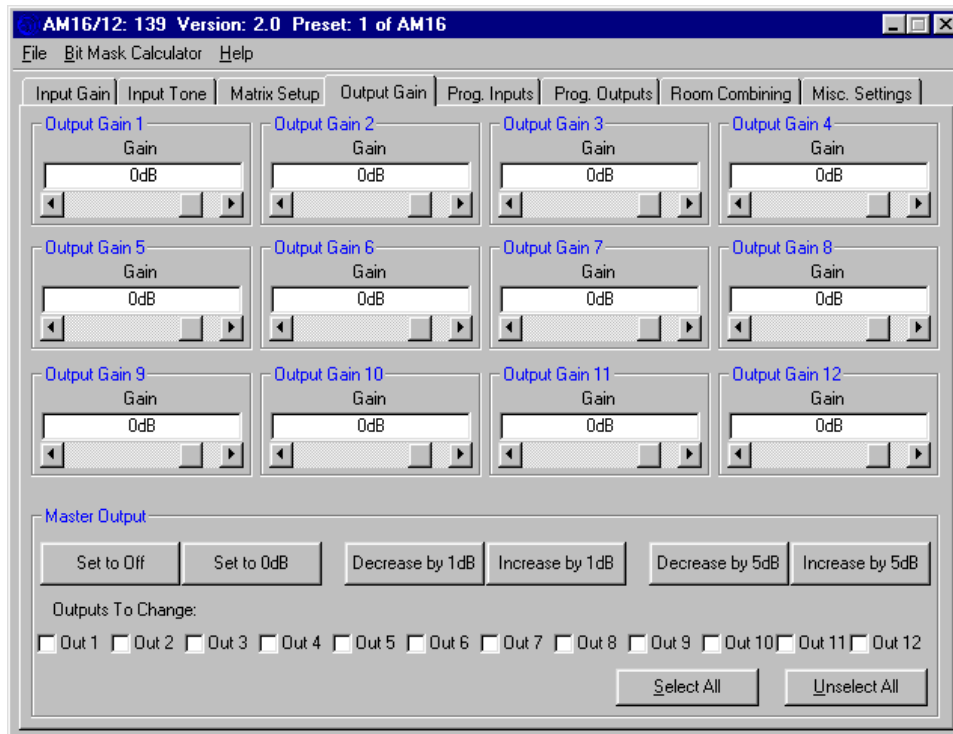 AM16/12: 139 Version: 2.0 Preset: 1 of AM16
File Bit Mask Calculator Help
Input Gain Input Tone Matrix Setup Output Gain Prog. Inputs Prog. Outputs Room Combining Misc. Settings
Output Gain 1 Output Gain 2 Output Gain 3 Output Gain 4
Gain Gain Gain Gain
0dB 0dB 0dB 0dB
Output Gain 5 Output Gain 6 Output Gain 7 Output Gain 8
Gain Gain Gain Gain
0dB 0dB 0dB 0dB
Output Gain 9 Output Gain 10 Output Gain 11 Output Gain 12
Gain Gain Gain Gain
0dB 0dB 0dB 0dB
Master Output
Set to Off Set to 0dB Decrease by 1dB Increase by 1dB Decrease by 5dB Increase by 5dB
Outputs To Change:
Out 1 Out 2 Out 3 Out 4 Out 5 Out 6 Out 7 Out 8 Out 9 Out 10 Out 11 Out 12
Select All Unselect All